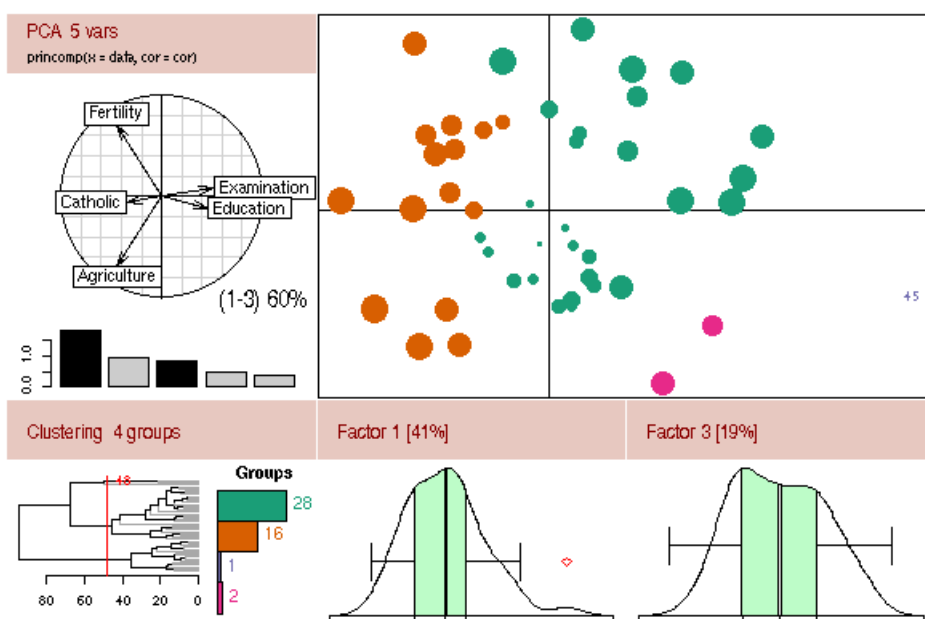 PCA 5 vars
princomp(x = data, cor = cor)
Fertility
Catholic
Examination
Education
Agriculture
(1-3) 60%
0.0 1.0
45
Clustering 4 groups
Factor 1 [41%]
Factor 3 [19%]
48
Groups
28
16
1
2
80 60 40 20 0